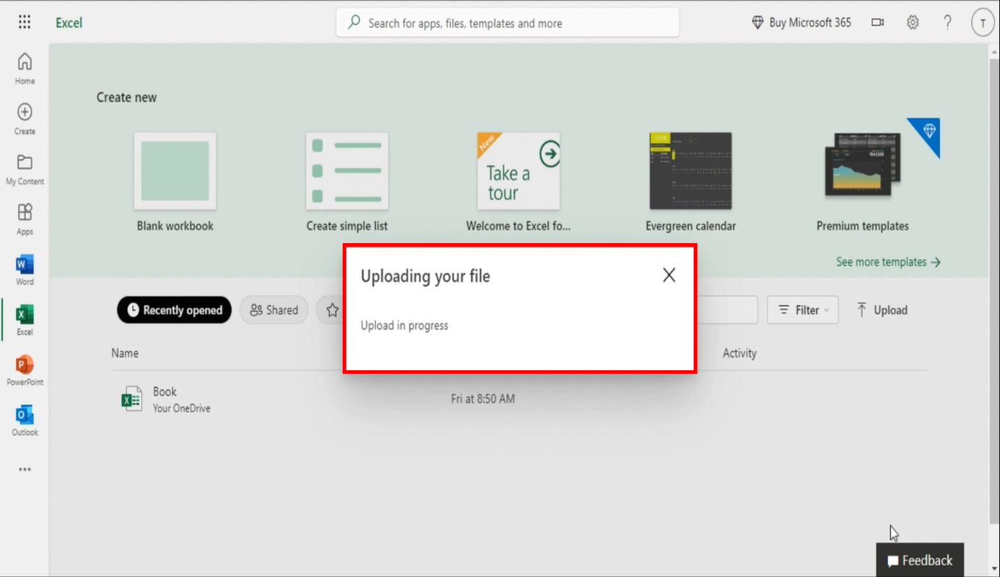 Excel
Search for apps, files, templates and more
Buy Microsoft 365
T
Home
Create
My Content
Apps
Word
Excel
PowerPoint
Outlook
Create new
New
Take a
tour
YEAR
TRACKER
Blank workbook
Create simple list
Welcome to Excel fo...
Evergreen calendar
Premium templates
See more templates →
Uploading your file
Upload in progress
Recently opened
Shared
Filter
Upload
Name
Activity
Book
Your OneDrive
Fri at 8:50 AM
Feedback